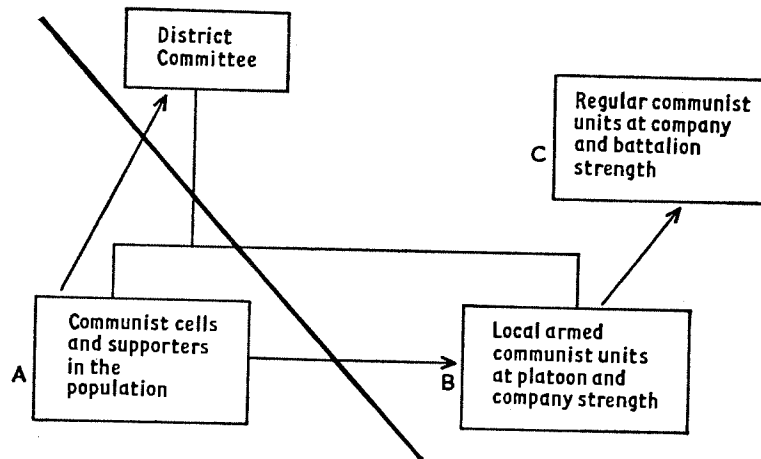 District
Committee
Regular communist
units at company
and battalion
strength
C
Communist cells
and supporters
in the
population
A
Local armed
communist units
at platoon and
company strength
B